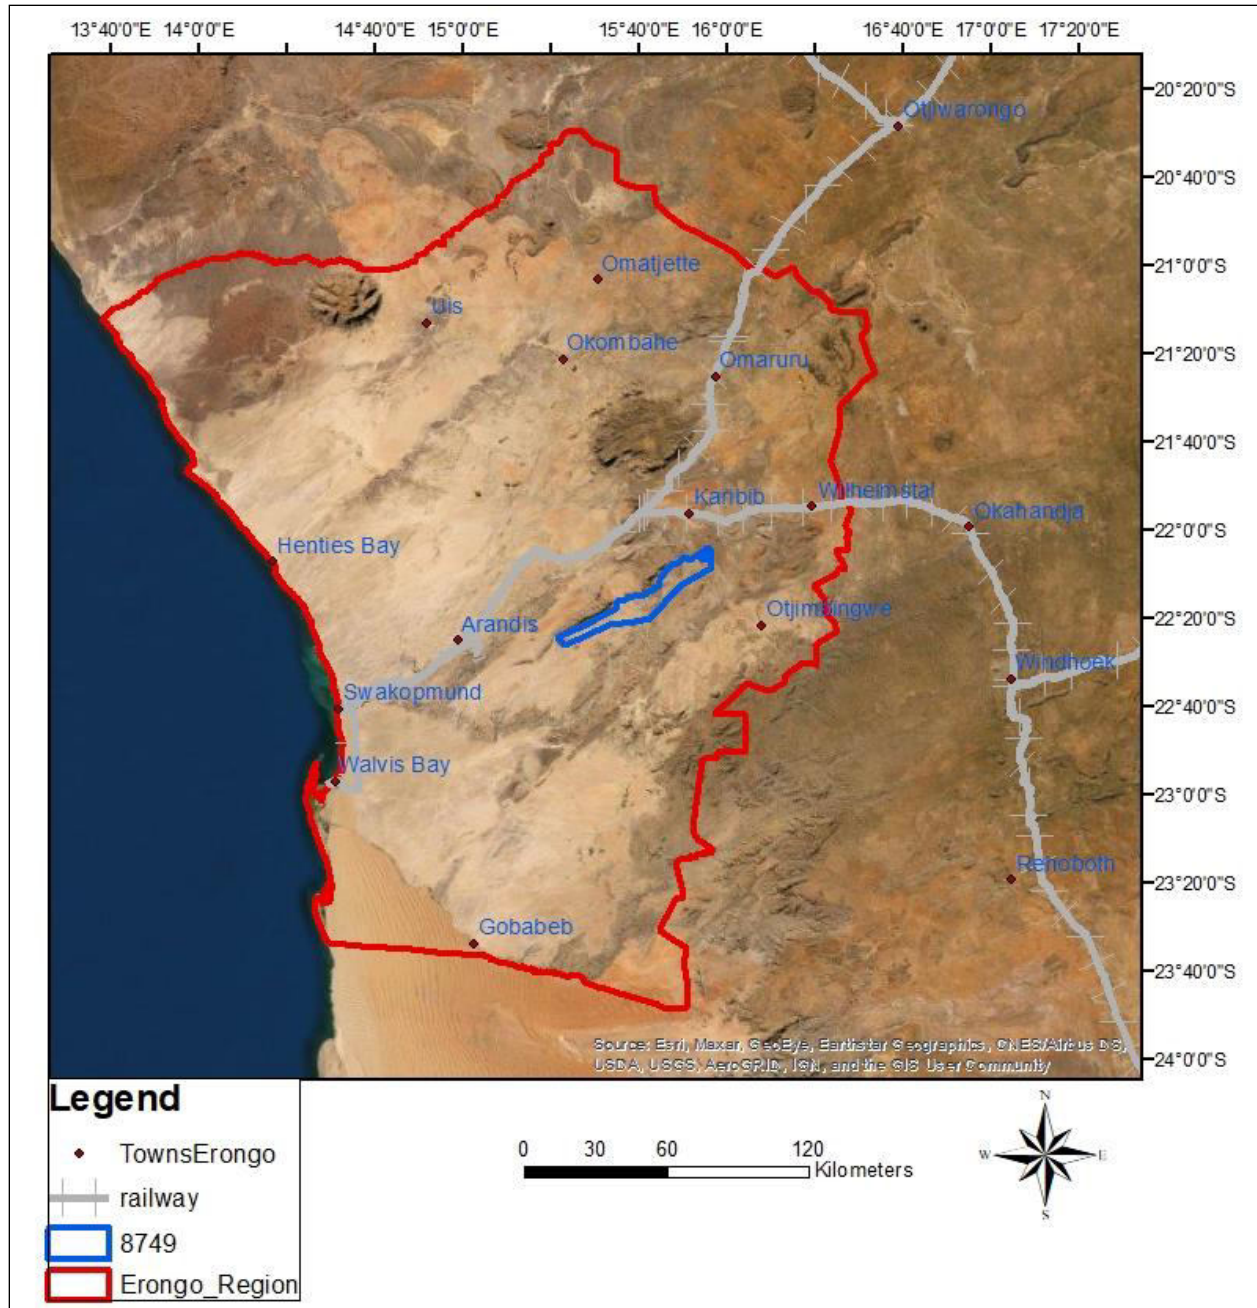 13°40'0"E 14°0'0"E 14°40'0"E 15°0'0"E 15°40'0"E 16°0'0"E 16°40'0"E 17°0'0"E 17°20'0"E
20°20'0"S
Otjiwarongo
20°40'0"S
21°0'0"S
Omatjette
Uis
21°20'0"S
Okombahe
Omaruru
21°40'0"S
Karibib
Wilhelmstal
Okahandja
22°0'0"S
Henties Bay
Otjimbingwe
22°20'0"S
Arandis
Windhoek
Swakopmund
22°40'0"S
Walvis Bay
23°0'0"S
Rehoboth
23°20'0"S
Gobabeb
23°40'0"S
Source: Esri, Maxar, GeoEye, Earthstar Geographics, CNES/Airbus DS,
USDA, USGS, AeroGRID, IGN, and the GIS User Community
24°0'0"S
Legend
TownsErongo
railway
8749
Erongo_Region
0 30 60 120
Kilometers
N
W E
S